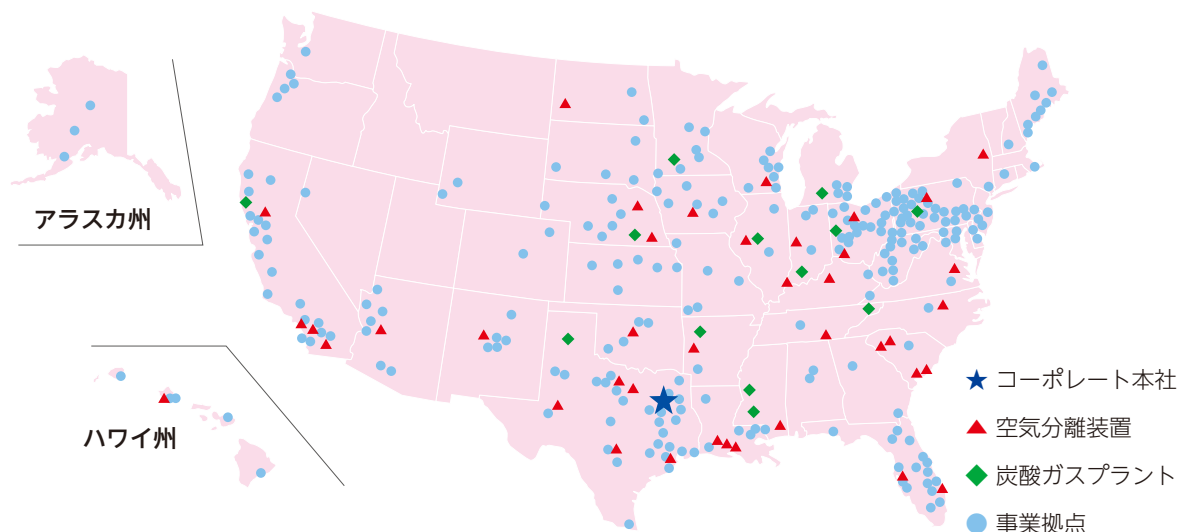 アラスカ州
ハワイ州
コーポレート本社
空気分離装置
炭酸ガスプラント
事業拠点